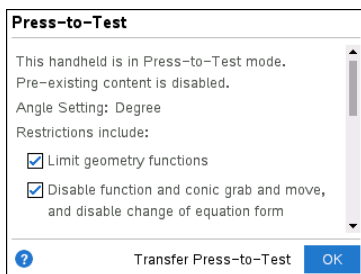 Press-to-Test
This handheld is in Press-to-Test mode.
Pre-existing content is disabled.
Angle Setting: Degree
Restrictions include:
Limit geometry functions
Disable function and conic grab and move,
and disable change of equation form
? Transfer Press-to-Test OK